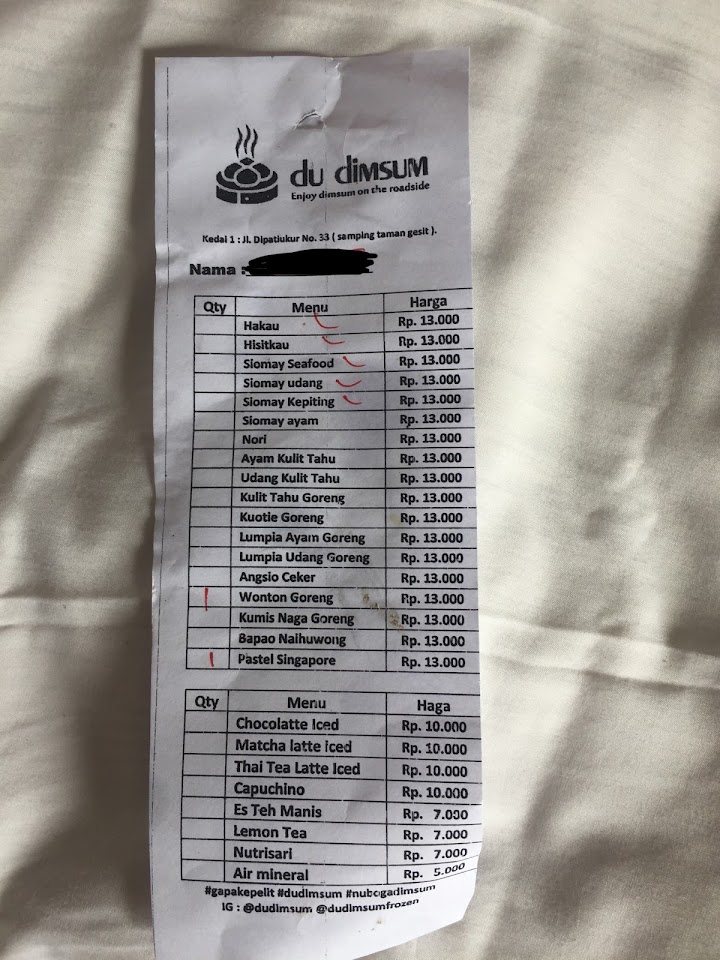 du dimsum
Enjoy dimsum on the roadside
Kedai 1 : Jl. Dipatiukur No. 33 ( samping taman gesit ).
Nama :
Qty Menu Harga
Hakau Rp. 13.000
Hisitkau Rp. 13.000
Siomay Seafood Rp. 13.000
Siomay udang Rp. 13.000
Siomay Kepiting Rp. 13.000
Siomay ayam Rp. 13.000
Nori Rp. 13.000
Ayam Kulit Tahu Rp. 13.000
Udang Kulit Tahu Rp. 13.000
Kulit Tahu Goreng Rp. 13.000
Kuotie Goreng Rp. 13.000
Lumpia Ayam Goreng Rp. 13.000
Lumpia Udang Goreng Rp. 13.000
Angsio Ceker Rp. 13.000
1 Wonton Goreng Rp. 13.000
Kumis Naga Goreng Rp. 13.000
Bapao Naihuwong Rp. 13.000
1 Pastel Singapore Rp. 13.000
Qty Menu Haga
Chocolatte Iced Rp. 10.000
Matcha latte iced Rp. 10.000
Thai Tea Latte Iced Rp. 10.000
Capuchino Rp. 10.000
Es Teh Manis Rp. 7.000
Lemon Tea Rp. 7.000
Nutrisari Rp. 7.000
Air mineral Rp. 5.000
#gapakepelit #dudimsum #nubogadimsum
IG : @dudimsum @dudimsumfrozen